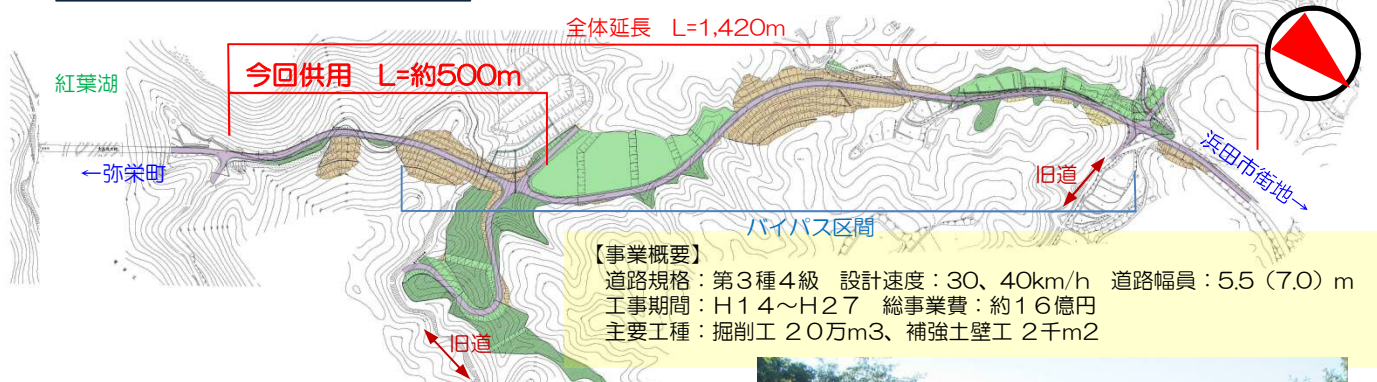 全体延長 L=1,420m
今回供用 L=約500m
紅葉湖
←弥栄町
旧道
浜田市街地→
バイパス区間
【事業概要】
道路規格：第3種4級 設計速度：30、40km/h 道路幅員：5.5（7.0）m
工事期間：H14～H27 総事業費：約16億円
主要工種：掘削工 20万m3、補強土壁工 2千m2
旧道